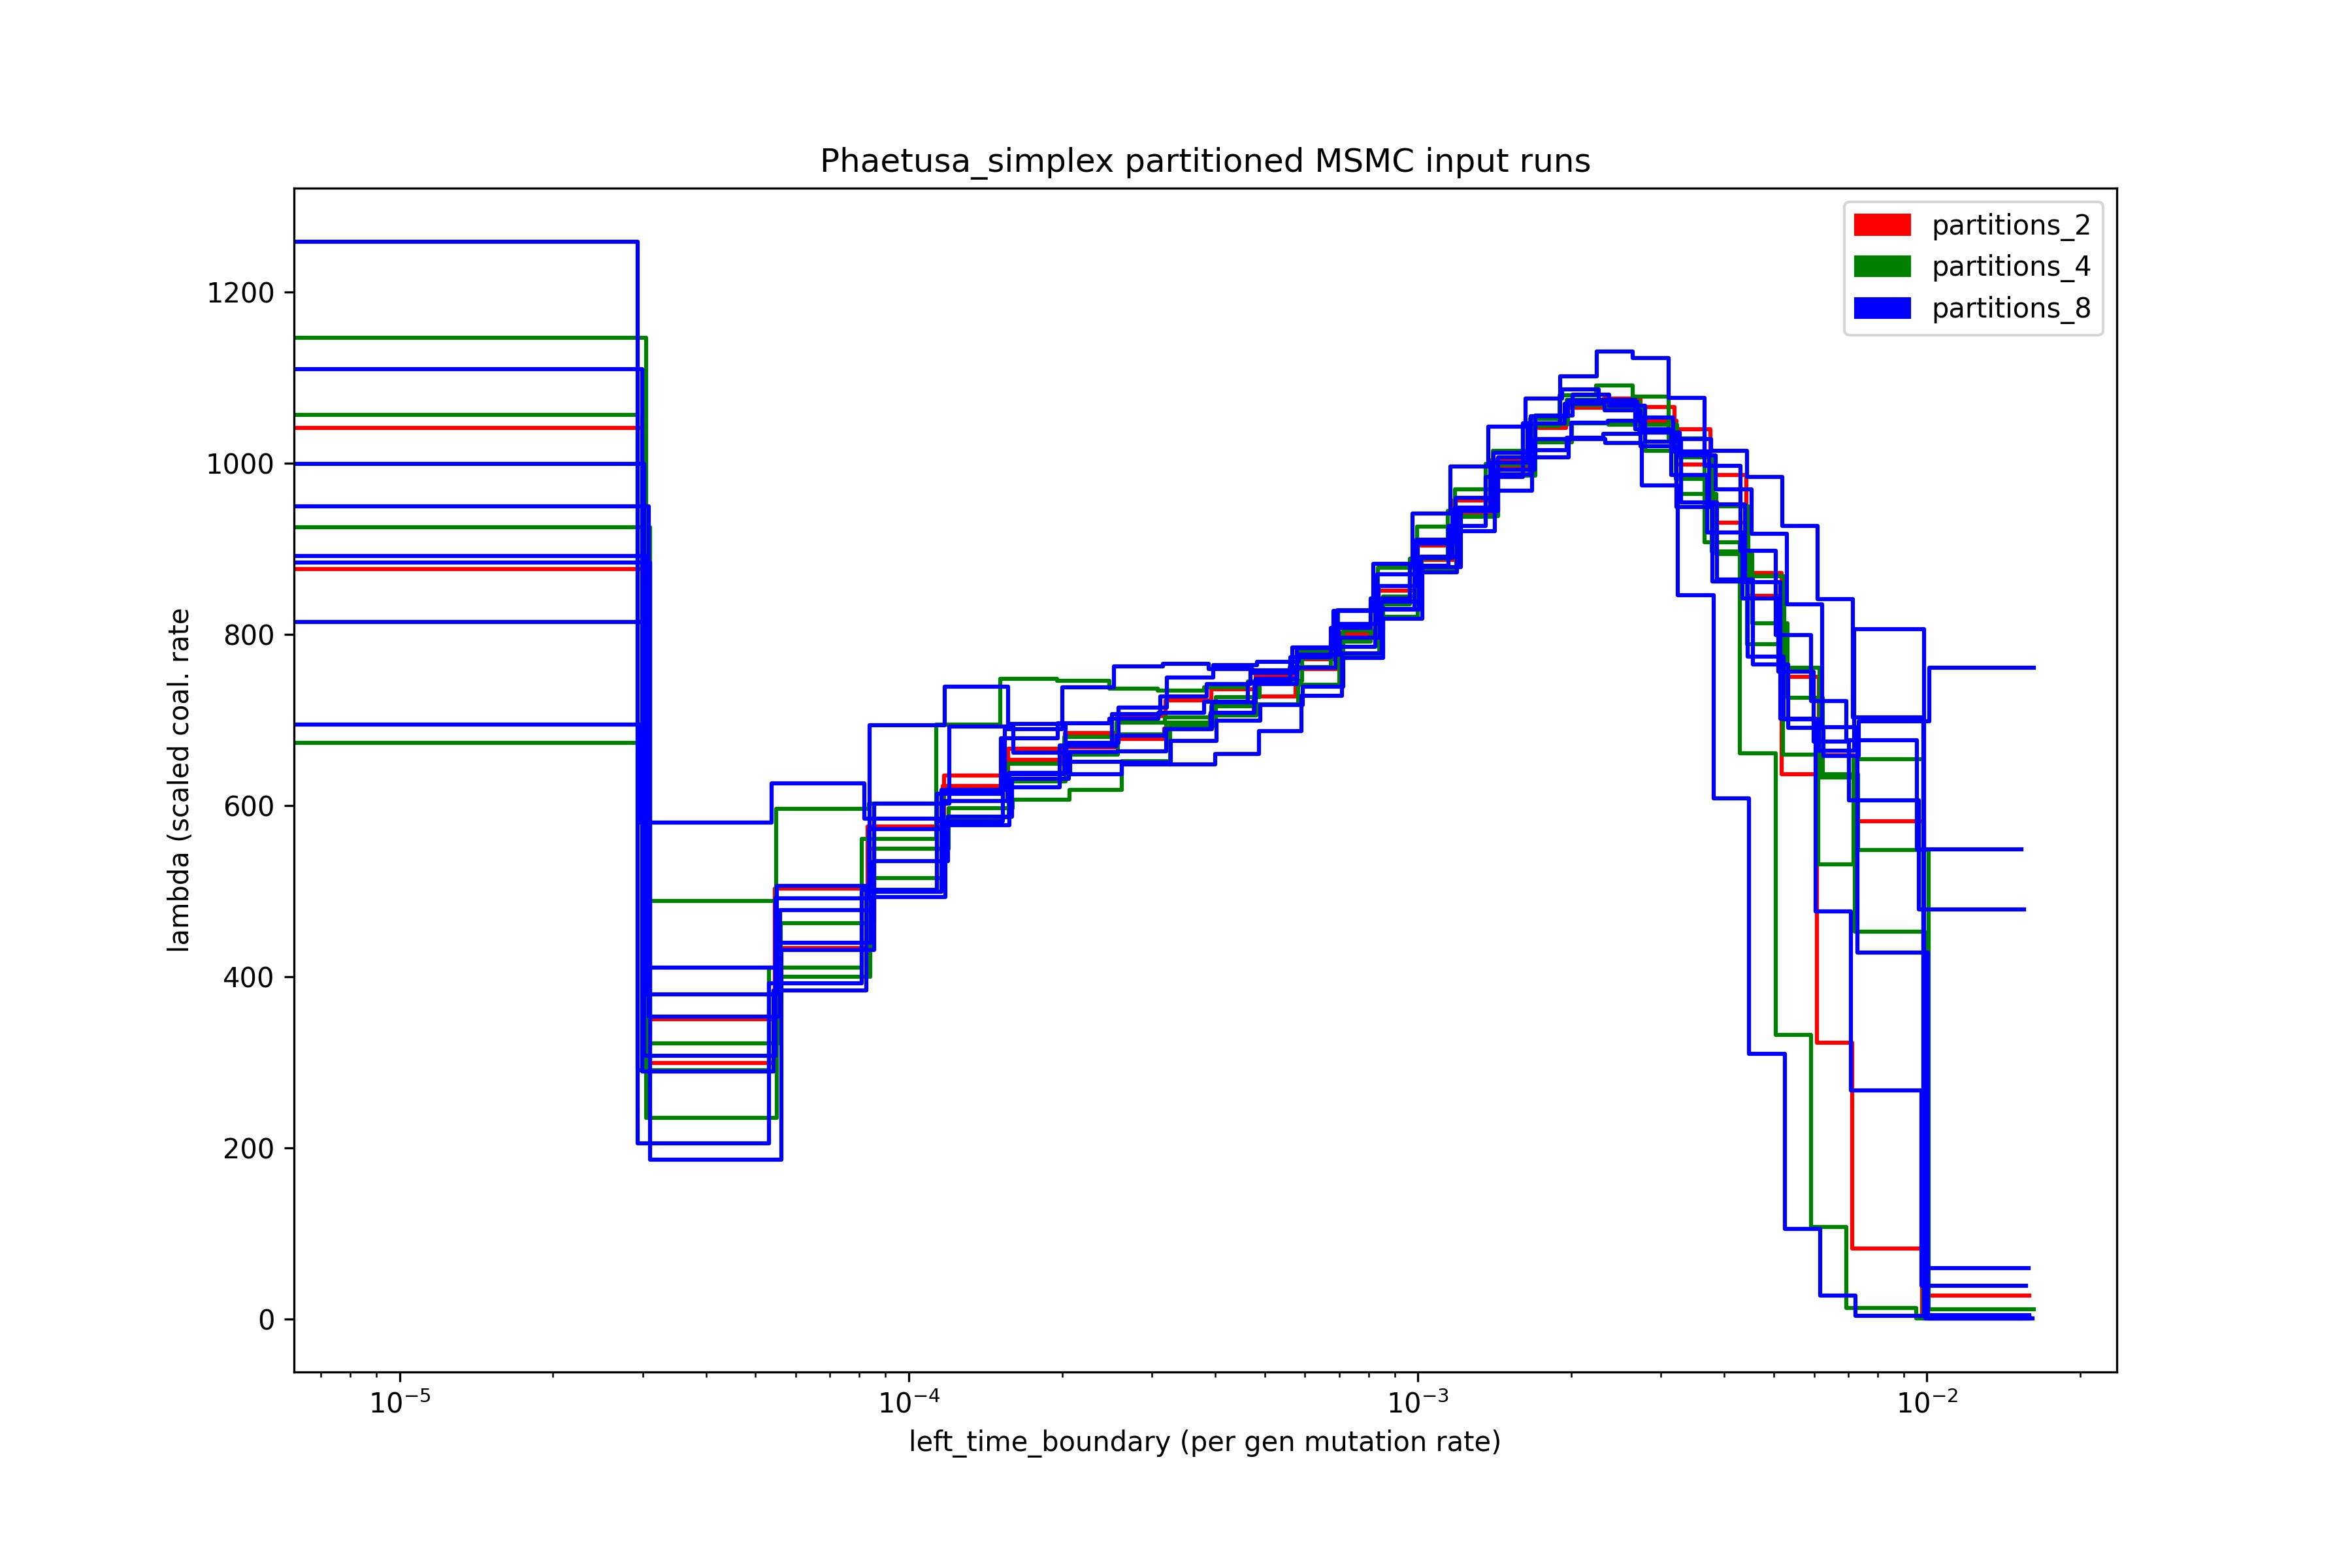 Phaetusa_simplex partitioned MSMC input runs
partitions_2
partitions_4
partitions_8
lambda (scaled coal. rate
1200
1000
800
600
400
200
0
10⁻⁵ 10⁻⁴ 10⁻³ 10⁻²
left_time_boundary (per gen mutation rate)